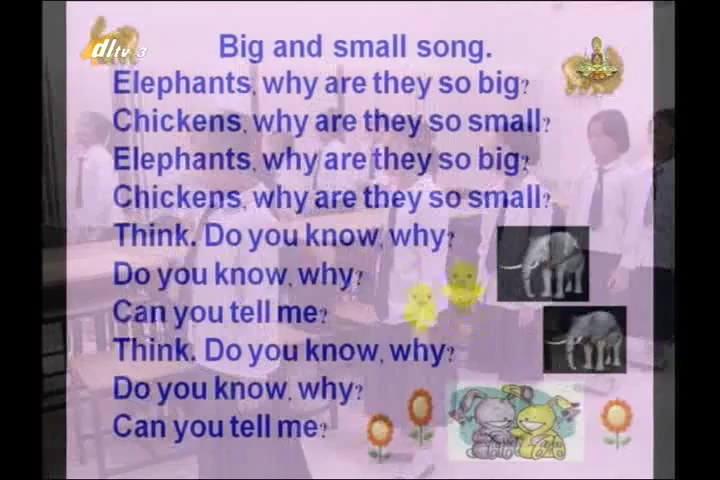 dltv 3
Big and small song.
Elephants, why are they so big?
Chickens, why are they so small?
Elephants, why are they so big?
Chickens, why are they so small?
Think. Do you know, why?
Do you know, why?
Can you tell me?
Think. Do you know, why?
Do you know, why?
Can you tell me?